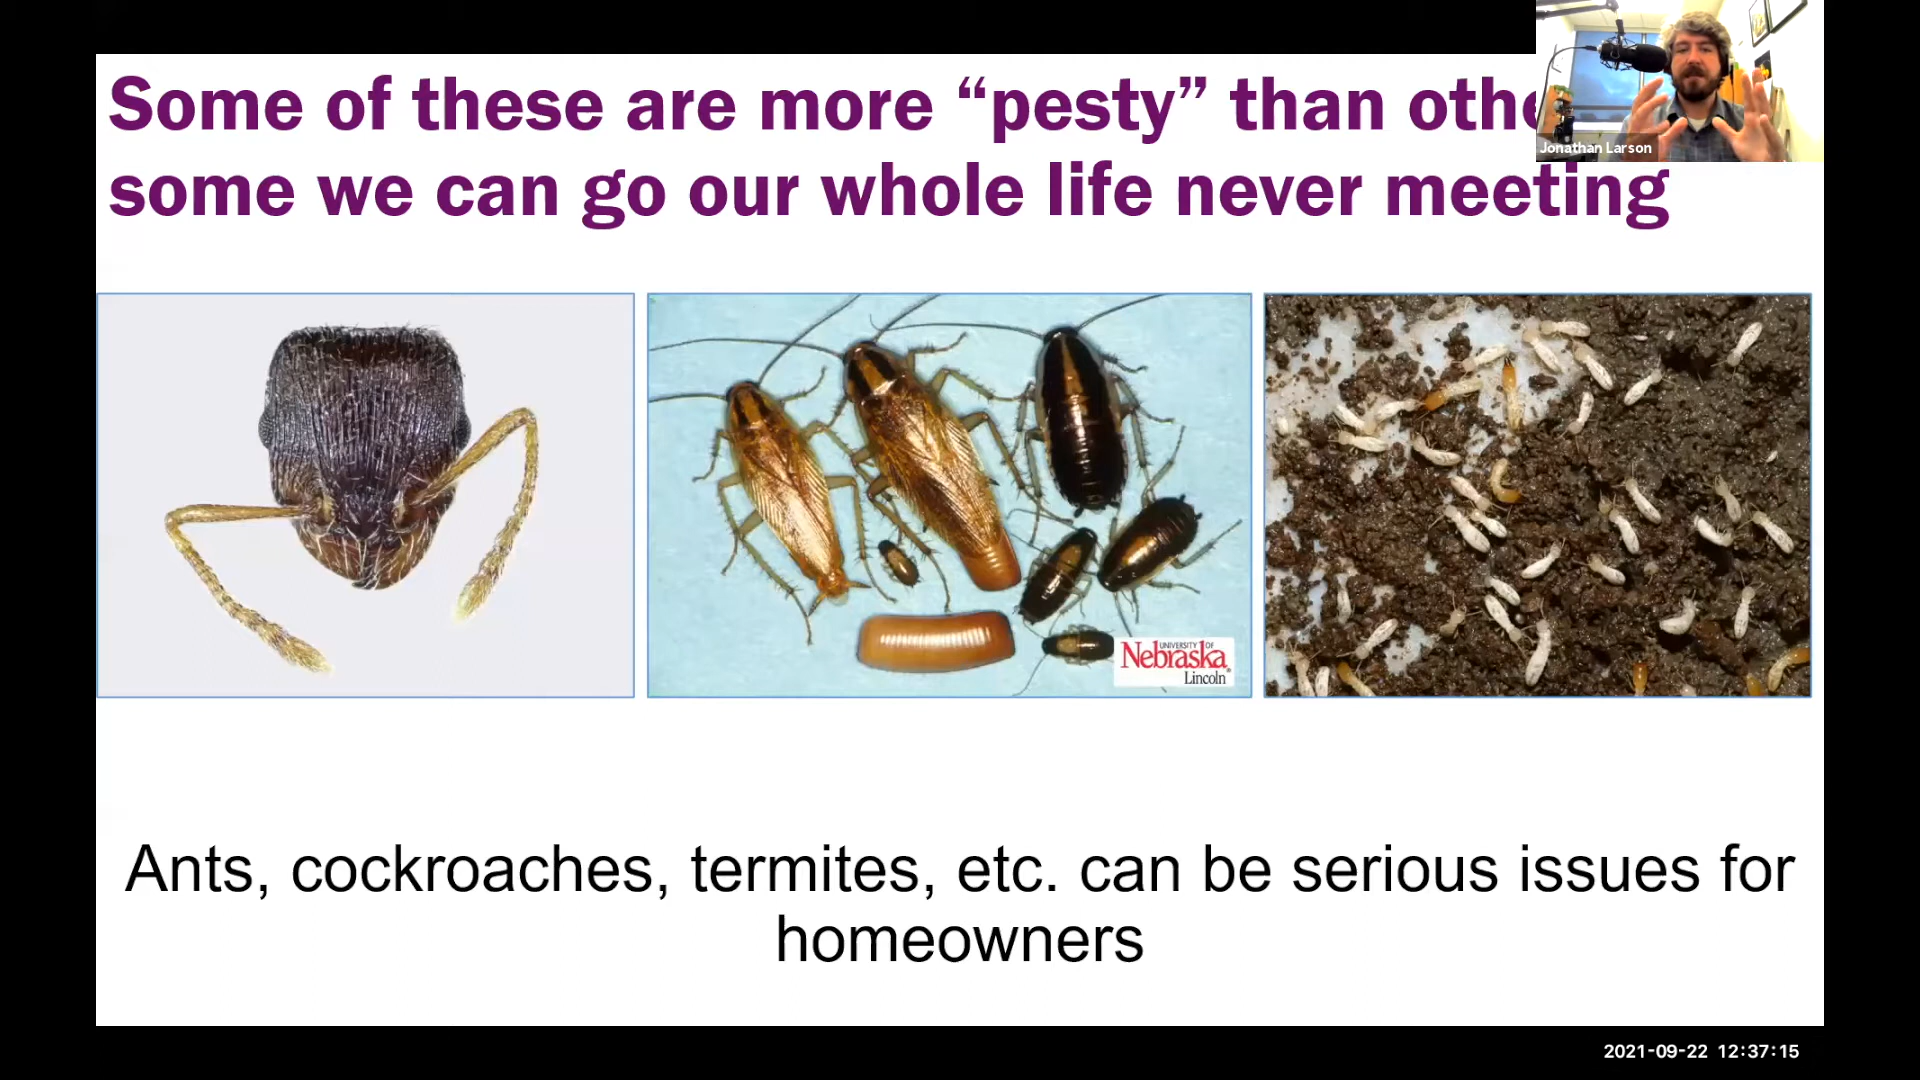 Some of these are more “pesty” than
some we can go our whole life never meeting
Jonathan Larson
UNIVERSITY OF
Nebraska
Lincoln
Ants, cockroaches, termites, etc. can be serious issues for
homeowners
2021-09-22 12:37:15